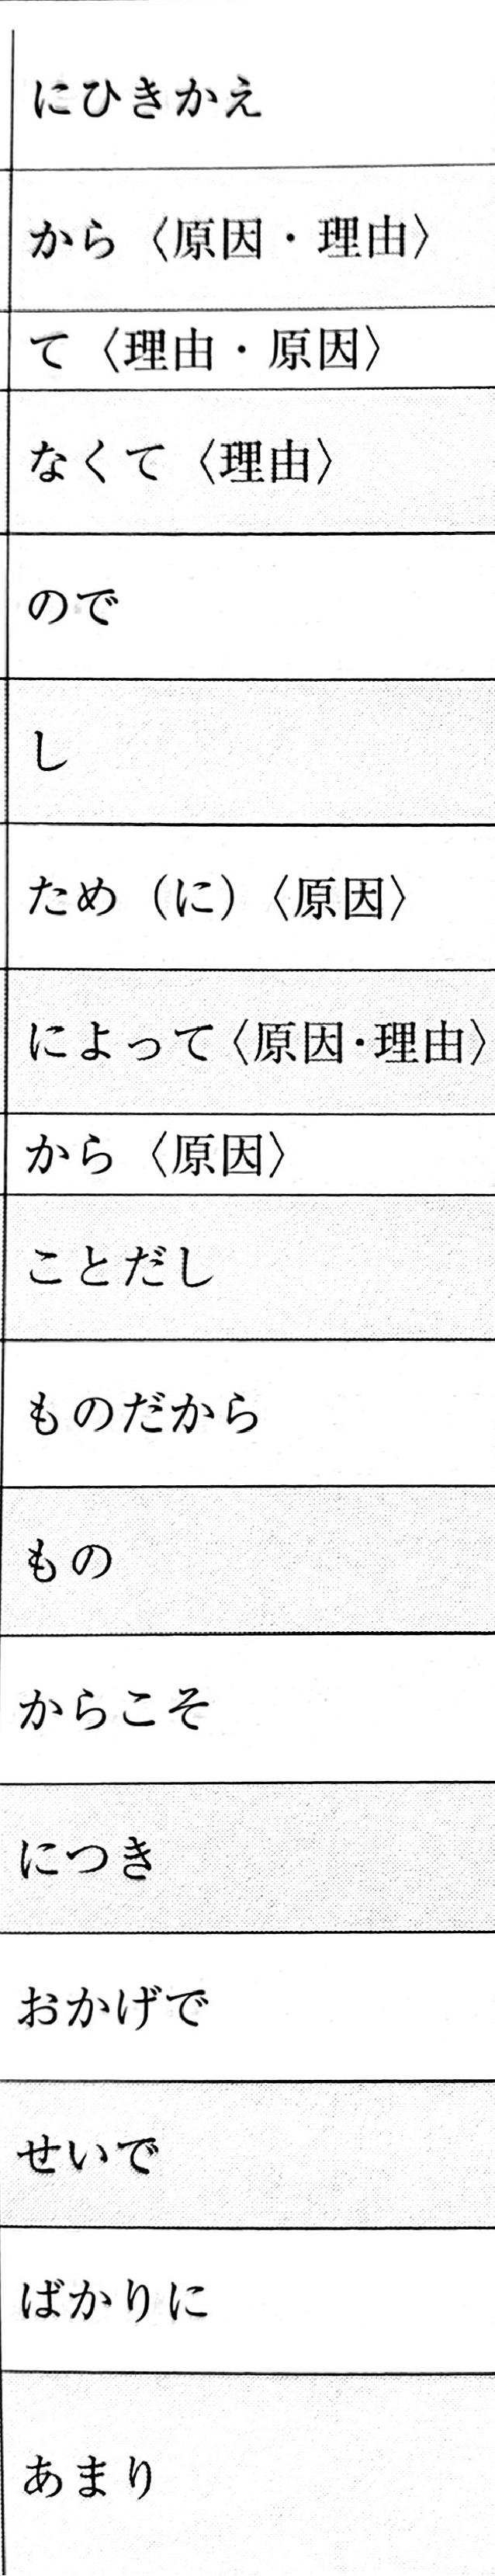 にひきかえ
から〈原因・理由〉
て〈理由・原因〉
なくて〈理由〉
ので
し
ため（に）〈原因〉
によって〈原因・理由〉
から〈原因〉
ことだし
ものだから
もの
からこそ
につき
おかげで
せいで
ばかりに
あまり